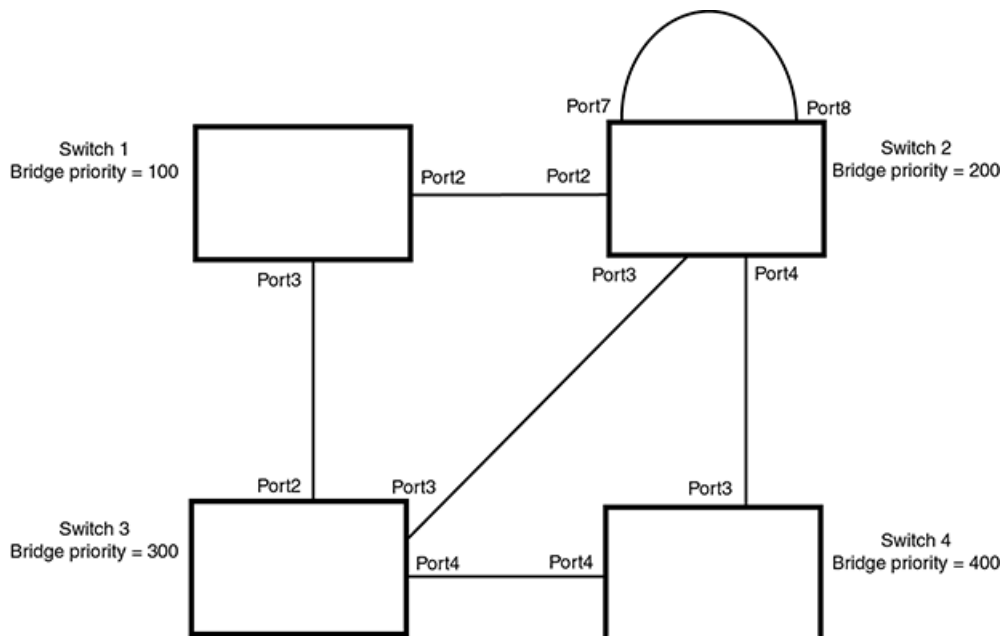 Port7
Port8
Switch 1
Bridge priority = 100
Port2
Port2
Switch 2
Bridge priority = 200
Port3
Port3
Port4
Port2
Port3
Port3
Switch 3
Bridge priority = 300
Port4
Port4
Switch 4
Bridge priority = 400